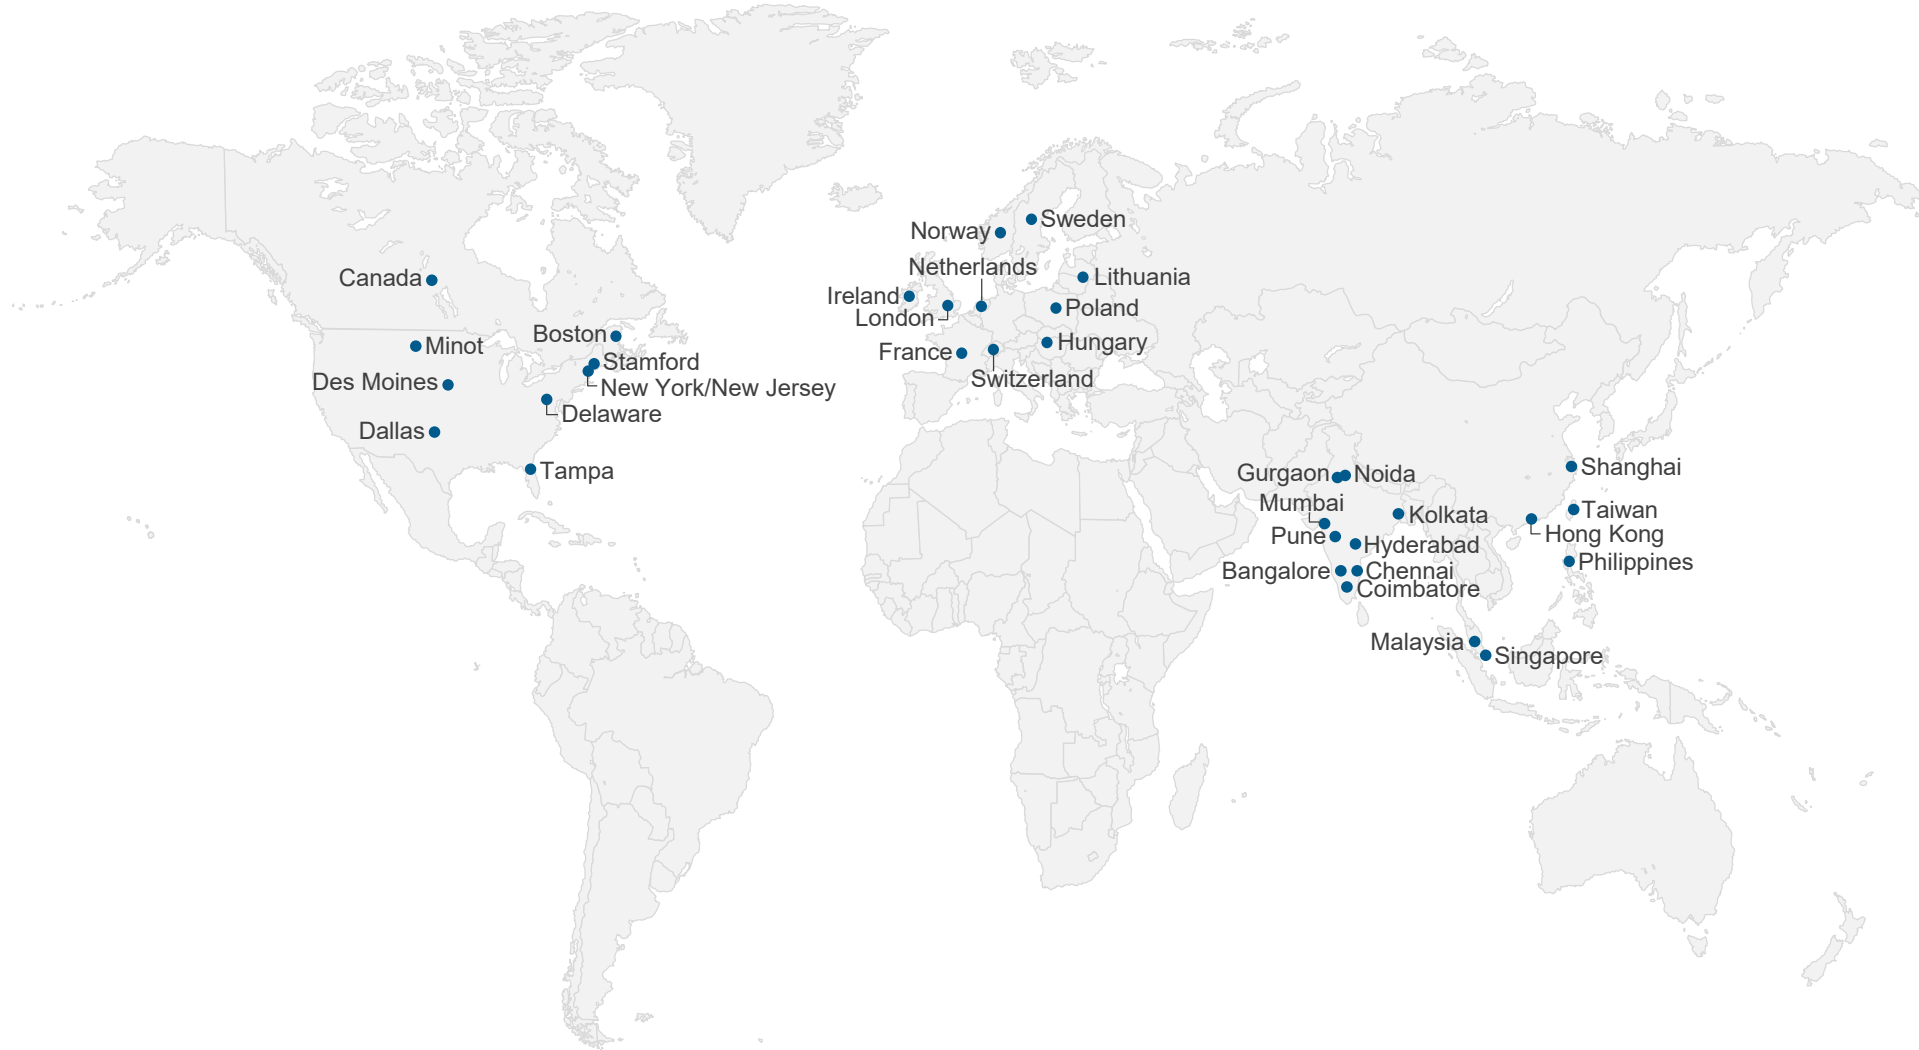 Canada
Minot
Des Moines
Dallas
Tampa
Boston
Stamford
New York/New Jersey
Delaware
Norway
Sweden
Netherlands
Lithuania
Ireland
London
Poland
France
Hungary
Switzerland
Gurgaon
Noida
Mumbai
Kolkata
Pune
Hyderabad
Bangalore
Chennai
Coimbatore
Shanghai
Taiwan
Hong Kong
Philippines
Malaysia
Singapore